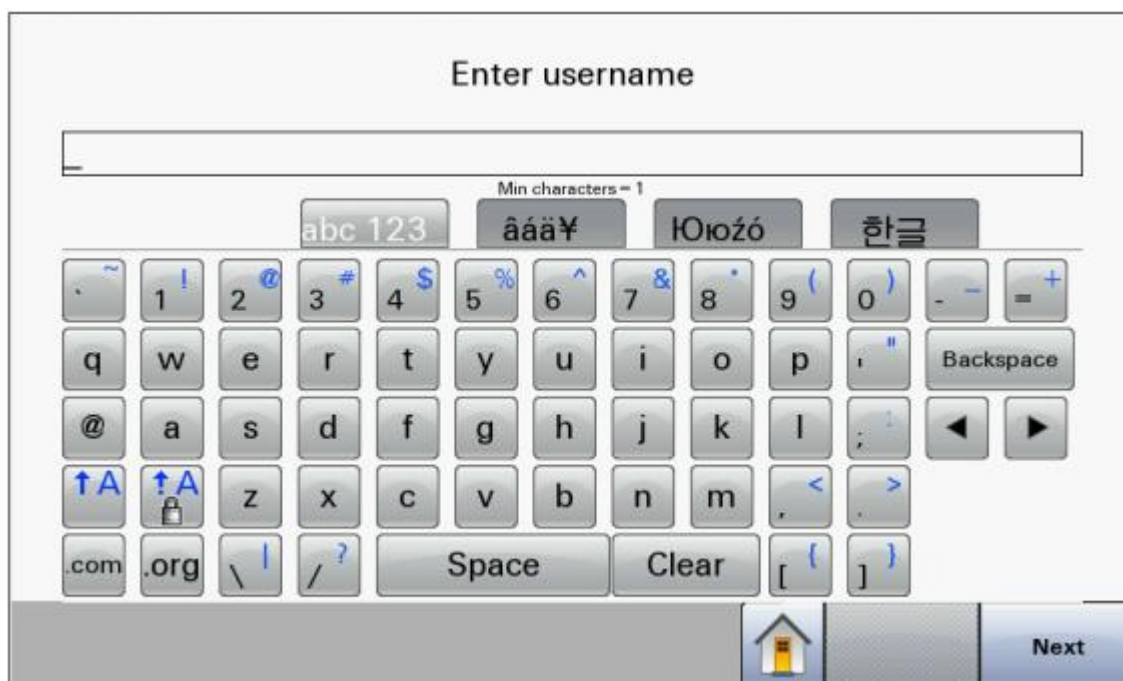 Enter username
_
Min characters = 1
abc 123 âáä¥ Ююźó 한글
` ~ 1 ! 2 @ 3 # 4 $ 5 % 6 ^ 7 & 8 * 9 ( 0 ) - _ = +
q w e r t y u i o p ' " Backspace
@ a s d f g h j k l ; : ◀ ▶
↑A ↑A z x c v b n m , < . >
.com .org \ | / ? Space Clear [ { ] }
Next